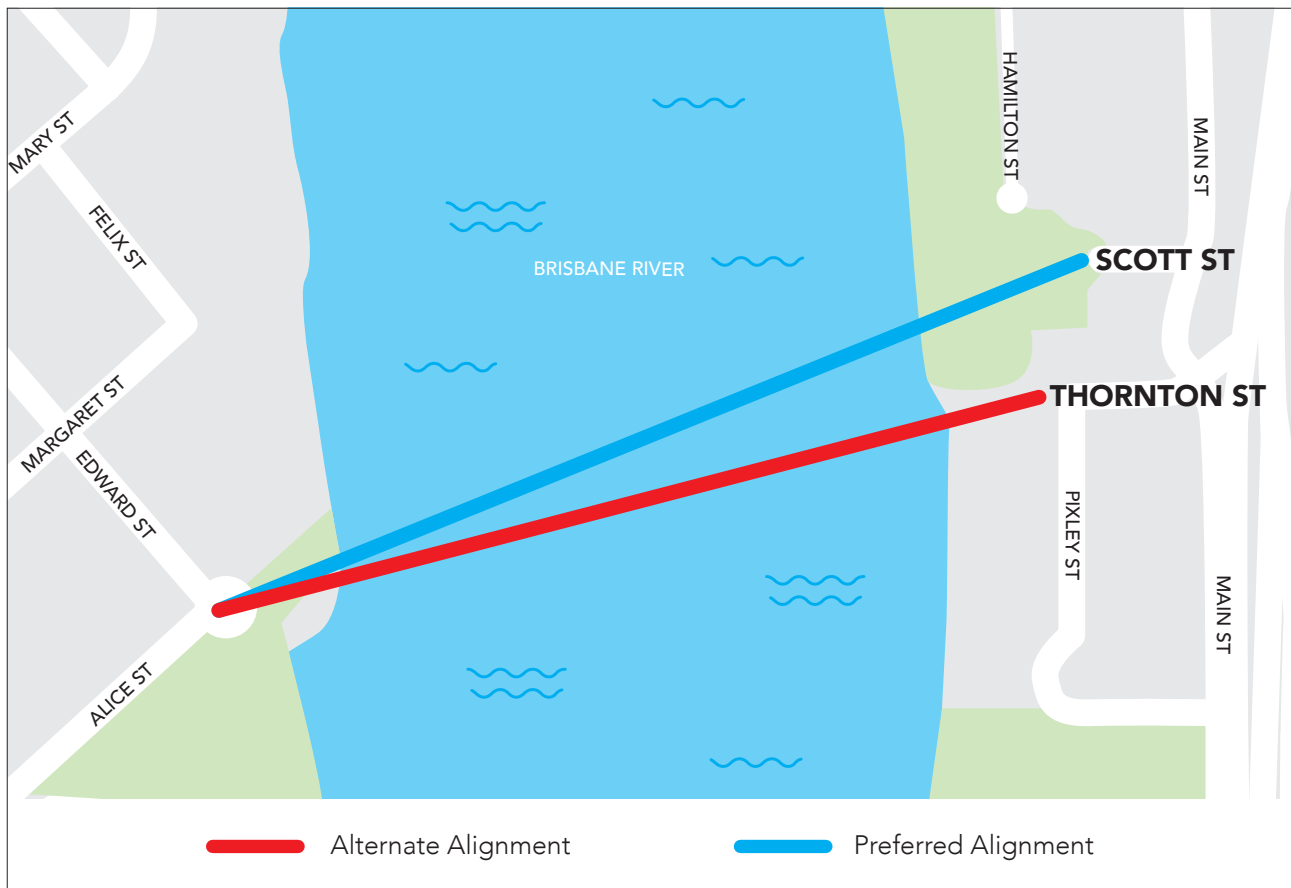 MARY ST
FELIX ST
MARGARET ST
EDWARD ST
ALICE ST
BRISBANE RIVER
HAMILTON ST
MAIN ST
SCOTT ST
THORNTON ST
PIXLEY ST
MAIN ST
Alternate Alignment
Preferred Alignment